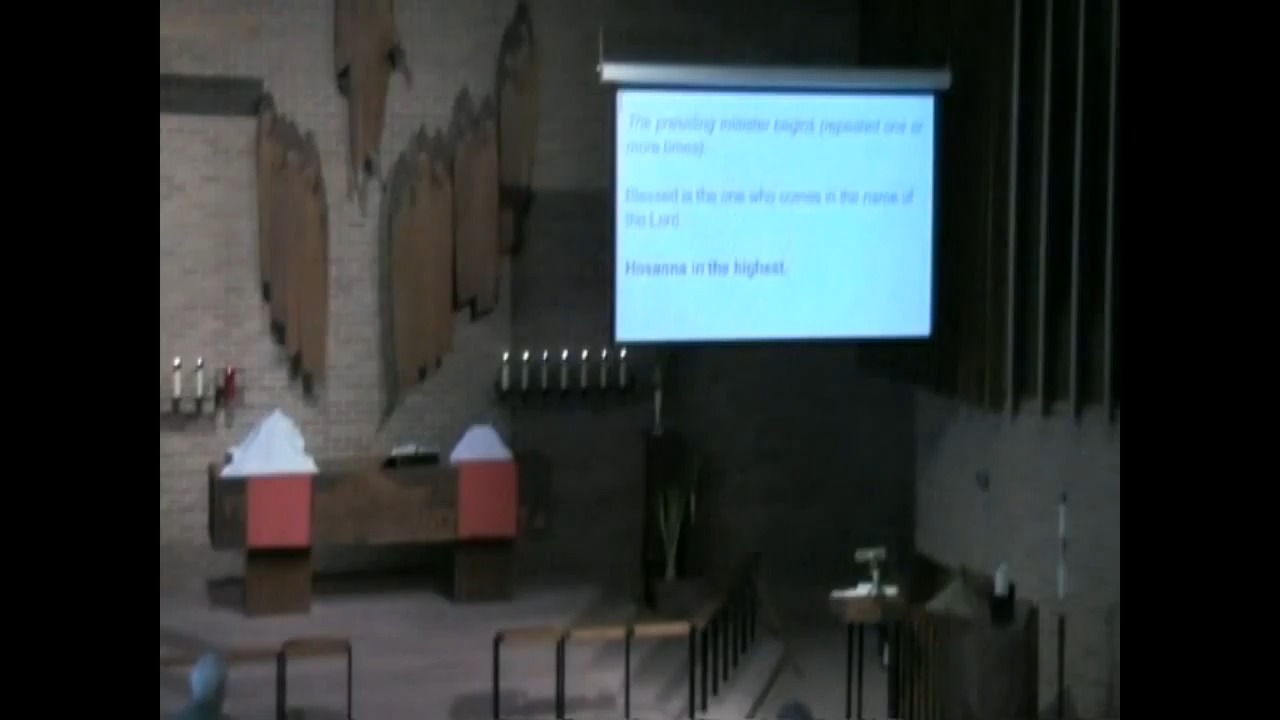 The presiding minister begins (repeated one or
more times):
Blessed is the one who comes in the name of
the Lord.
Hosanna in the highest.